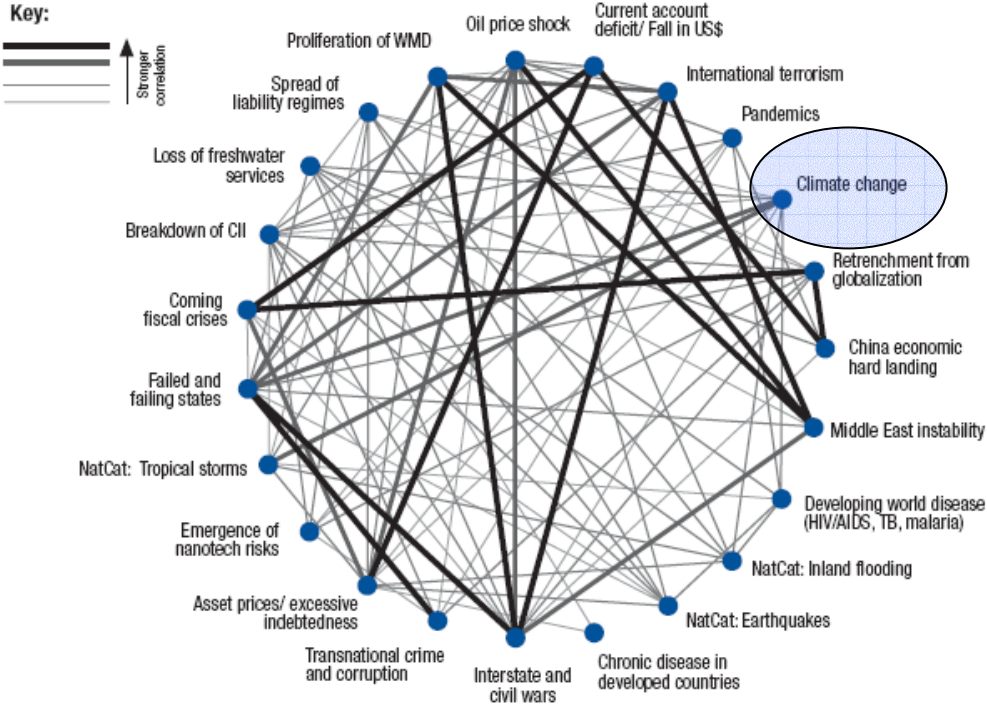 Key:
Stronger
correlation
Oil price shock
Current account
deficit/ Fall in US$
Proliferation of WMD
International terrorism
Spread of
liability regimes
Pandemics
Loss of freshwater
services
Climate change
Breakdown of CII
Retrenchment from
globalization
Coming
fiscal crises
China economic
hard landing
Failed and
failing states
Middle East instability
NatCat: Tropical storms
Developing world disease
(HIV/AIDS, TB, malaria)
Emergence of
nanotech risks
NatCat: Inland flooding
Asset prices/ excessive
indebtedness
NatCat: Earthquakes
Transnational crime
and corruption
Interstate and
civil wars
Chronic disease in
developed countries